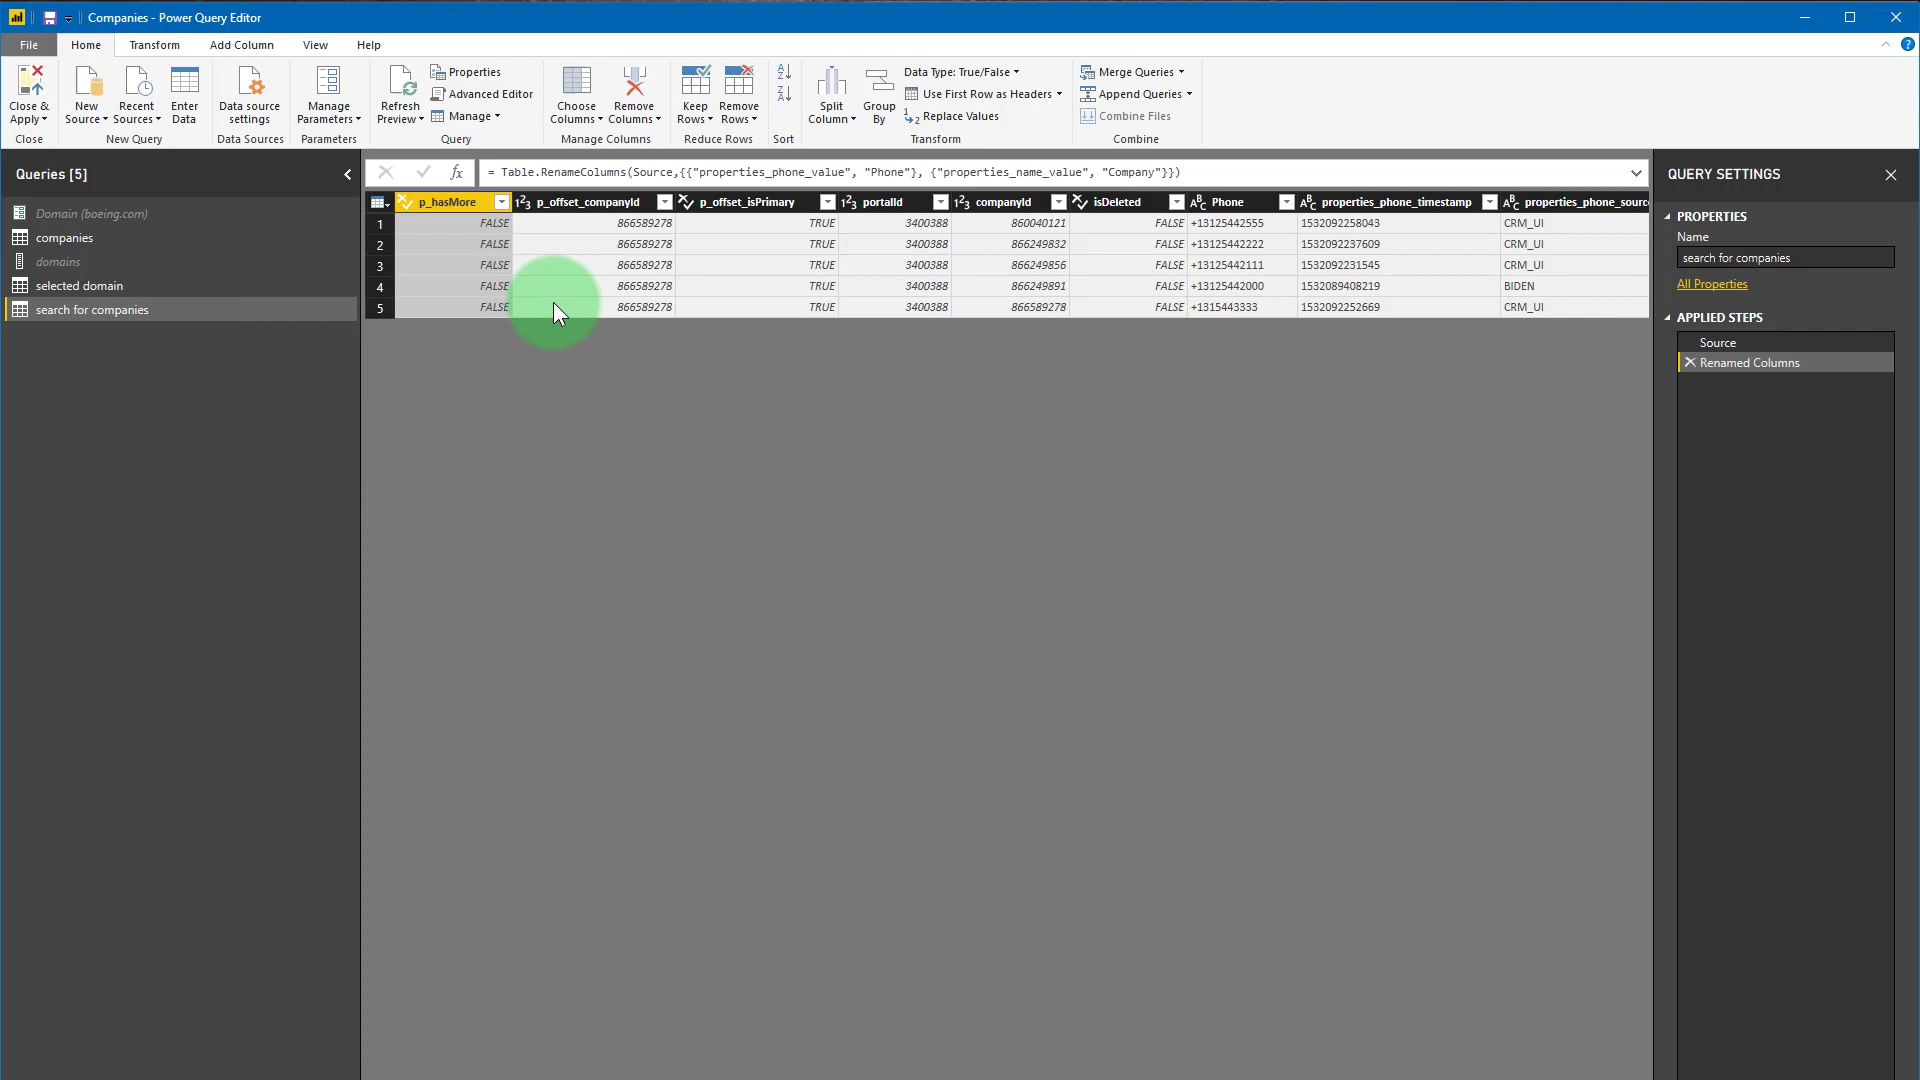 Companies - Power Query Editor
File Home Transform Add Column View Help
Close & Apply
New Source
Recent Sources
Enter Data
Data source settings
Manage Parameters
Refresh Preview
Properties
Advanced Editor
Manage
Choose Columns
Remove Columns
Keep Rows
Remove Rows
Split Column
Group By
Data Type: True/False
Use First Row as Headers
Replace Values
Merge Queries
Append Queries
Combine Files
Close New Query Data Sources Parameters Query Manage Columns Reduce Rows Sort Transform Combine
Queries [5]
Domain (boeing.com)
companies
domains
selected domain
search for companies
= Table.RenameColumns(Source,{{"properties_phone_value", "Phone"}, {"properties_name_value", "Company"}})
p_hasMore p_offset_companyId p_offset_isPrimary portalId companyId isDeleted Phone properties_phone_timestamp properties_phone_sourc
1 FALSE 866589278 TRUE 3400388 860040121 FALSE +13125442555 1532092258043 CRM_UI
2 FALSE 866589278 TRUE 3400388 866249832 FALSE +13125442222 1532092237609 CRM_UI
3 FALSE 866589278 TRUE 3400388 866249856 FALSE +13125442111 1532092231545 CRM_UI
4 FALSE 866589278 TRUE 3400388 866249891 FALSE +13125442000 1532089408219 BIDEN
5 FALSE 866589278 TRUE 3400388 866589278 FALSE +1315443333 1532092252669 CRM_UI
QUERY SETTINGS
PROPERTIES
Name
search for companies
All Properties
APPLIED STEPS
Source
Renamed Columns